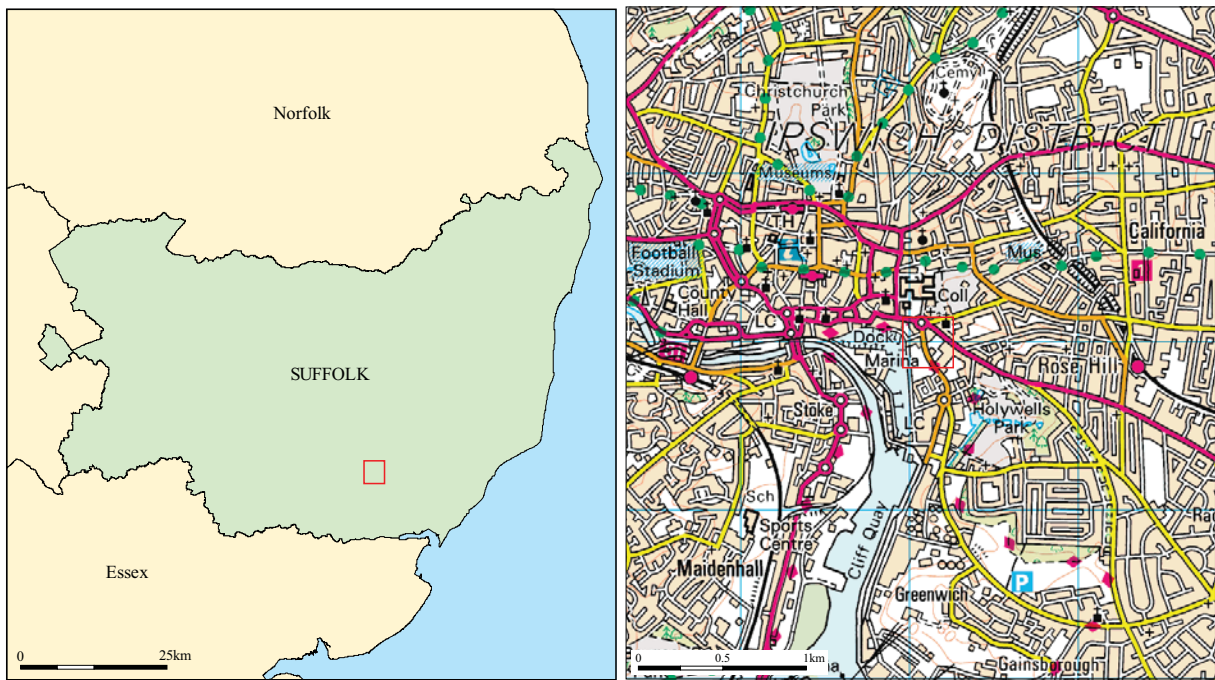 Norfolk
SUFFOLK
Essex
0
25km
Cemy
Christchurch
Park
IPSWICH DISTRICT
Museums
TH
California
Football
Stadium
Mus
County
Hall
Coll
LC
Dock
Marina
Rose Hill
Stoke
Holywells
Park
LC
Sch
Sports
Centre
Cliff Quay
Maidenhall
P
Greenwich
Gainsborough
0
0.5
1km